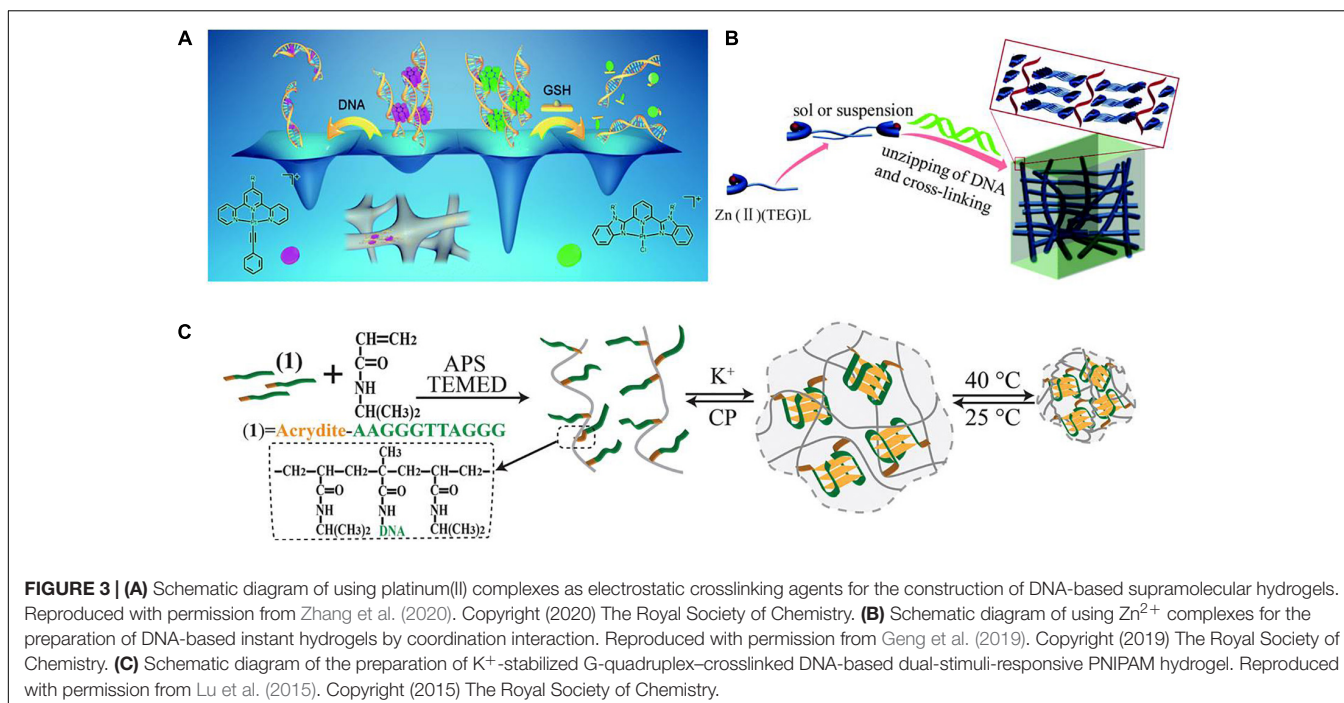 A
DNA
GSH
R
]+
N
N
N
Pt
]+
R
N
R
N
N
N
N
Pt
Cl
B
sol or suspension
Zn (II)(TEG)L
unzipping of DNA
and cross-linking
C
(1)
+
CH=CH2
C=O
NH
CH(CH3)2
(1)=Acrydite-AAGGGTTAGGG
APS
TEMED
CH3
—CH2—CH—CH2—C—CH2—CH—CH2—
C=O C=O C=O
NH NH NH
CH(CH3)2 DNA CH(CH3)2
K+
CP
40 °C
25 °C
FIGURE 3 | (A) Schematic diagram of using platinum(II) complexes as electrostatic crosslinking agents for the construction of DNA-based supramolecular hydrogels.
Reproduced with permission from Zhang et al. (2020). Copyright (2020) The Royal Society of Chemistry. (B) Schematic diagram of using Zn2+ complexes for the
preparation of DNA-based instant hydrogels by coordination interaction. Reproduced with permission from Geng et al. (2019). Copyright (2019) The Royal Society of
Chemistry. (C) Schematic diagram of the preparation of K+-stabilized G-quadruplex–crosslinked DNA-based dual-stimuli-responsive PNIPAM hydrogel. Reproduced
with permission from Lu et al. (2015). Copyright (2015) The Royal Society of Chemistry.